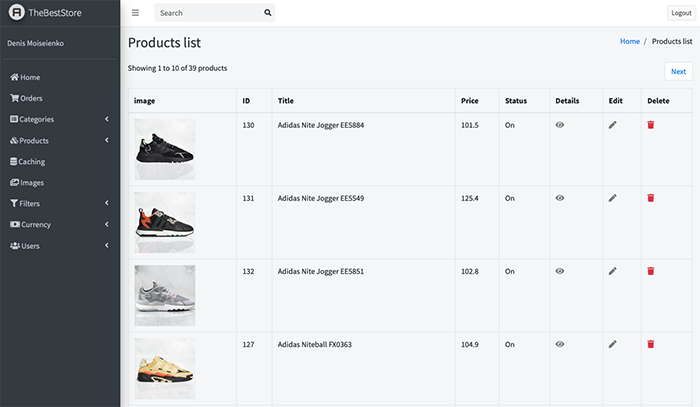 TheBestStore
Search
Logout
Denis Moiseienko
Home
Orders
Categories
Products
Caching
Images
Filters
Currency
Users
Products list
Home / Products list
Showing 1 to 10 of 39 products
Next
image ID Title Price Status Details Edit Delete
130 Adidas Nite Jogger EE5884 101.5 On
131 Adidas Nite Jogger EE5549 125.4 On
132 Adidas Nite Jogger EE5851 102.8 On
127 Adidas Niteball FX0363 104.9 On